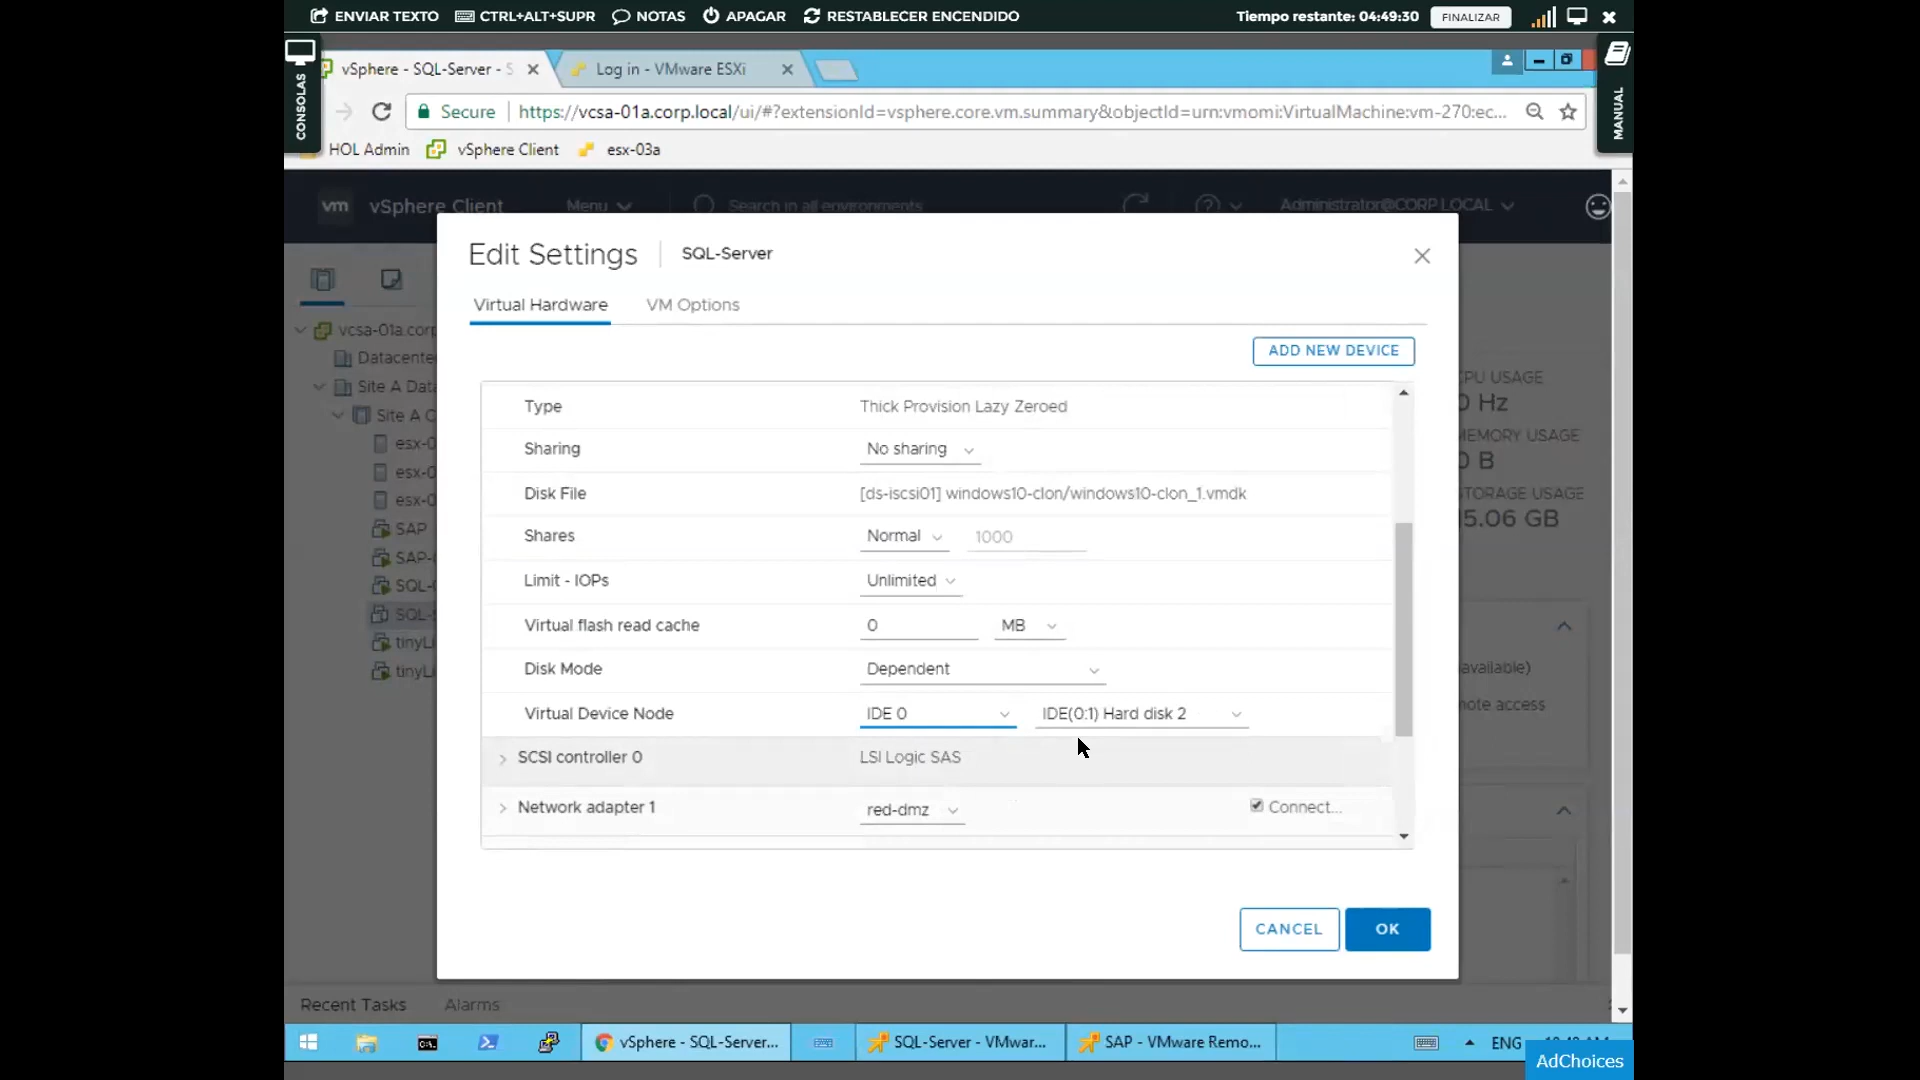 ENVIAR TEXTO CTRL+ALT+SUPR NOTAS APAGAR RESTABLECER ENCENDIDO Tiempo restante: 04:49:30 FINALIZAR
CONSOLAS
MANUAL
vSphere - SQL-Server - S Log in - VMware ESXi
Secure https://vcsa-01a.corp.local/ui/#?extensionId=vsphere.core.vm.summary&objectId=urn:vmomi:VirtualMachine:vm-270:ec...
HOL Admin vSphere Client esx-03a
vm vSphere Client Menu Search in all environments Administrator@CORP.LOCAL
Edit Settings SQL-Server
Virtual Hardware VM Options
ADD NEW DEVICE
vcsa-01a.corp
Datacente
Site A Data
Site A C
esx-0
esx-0
esx-0
SAP
SAP-
SQL-
SQL-
tinyLi
tinyLi
Type Thick Provision Lazy Zeroed
Sharing No sharing
Disk File [ds-iscsi01] windows10-clon/windows10-clon_1.vmdk
Shares Normal 1000
Limit - IOPs Unlimited
Virtual flash read cache 0 MB
Disk Mode Dependent
Virtual Device Node IDE 0 IDE(0:1) Hard disk 2
SCSI controller 0 LSI Logic SAS
Network adapter 1 red-dmz Connect...
CPU USAGE
0 Hz
MEMORY USAGE
0 B
STORAGE USAGE
5.06 GB
available)
mote access
CANCEL OK
Recent Tasks Alarms
vSphere - SQL-Server... SQL-Server - VMwar... SAP - VMware Remo... ENG
AdChoices